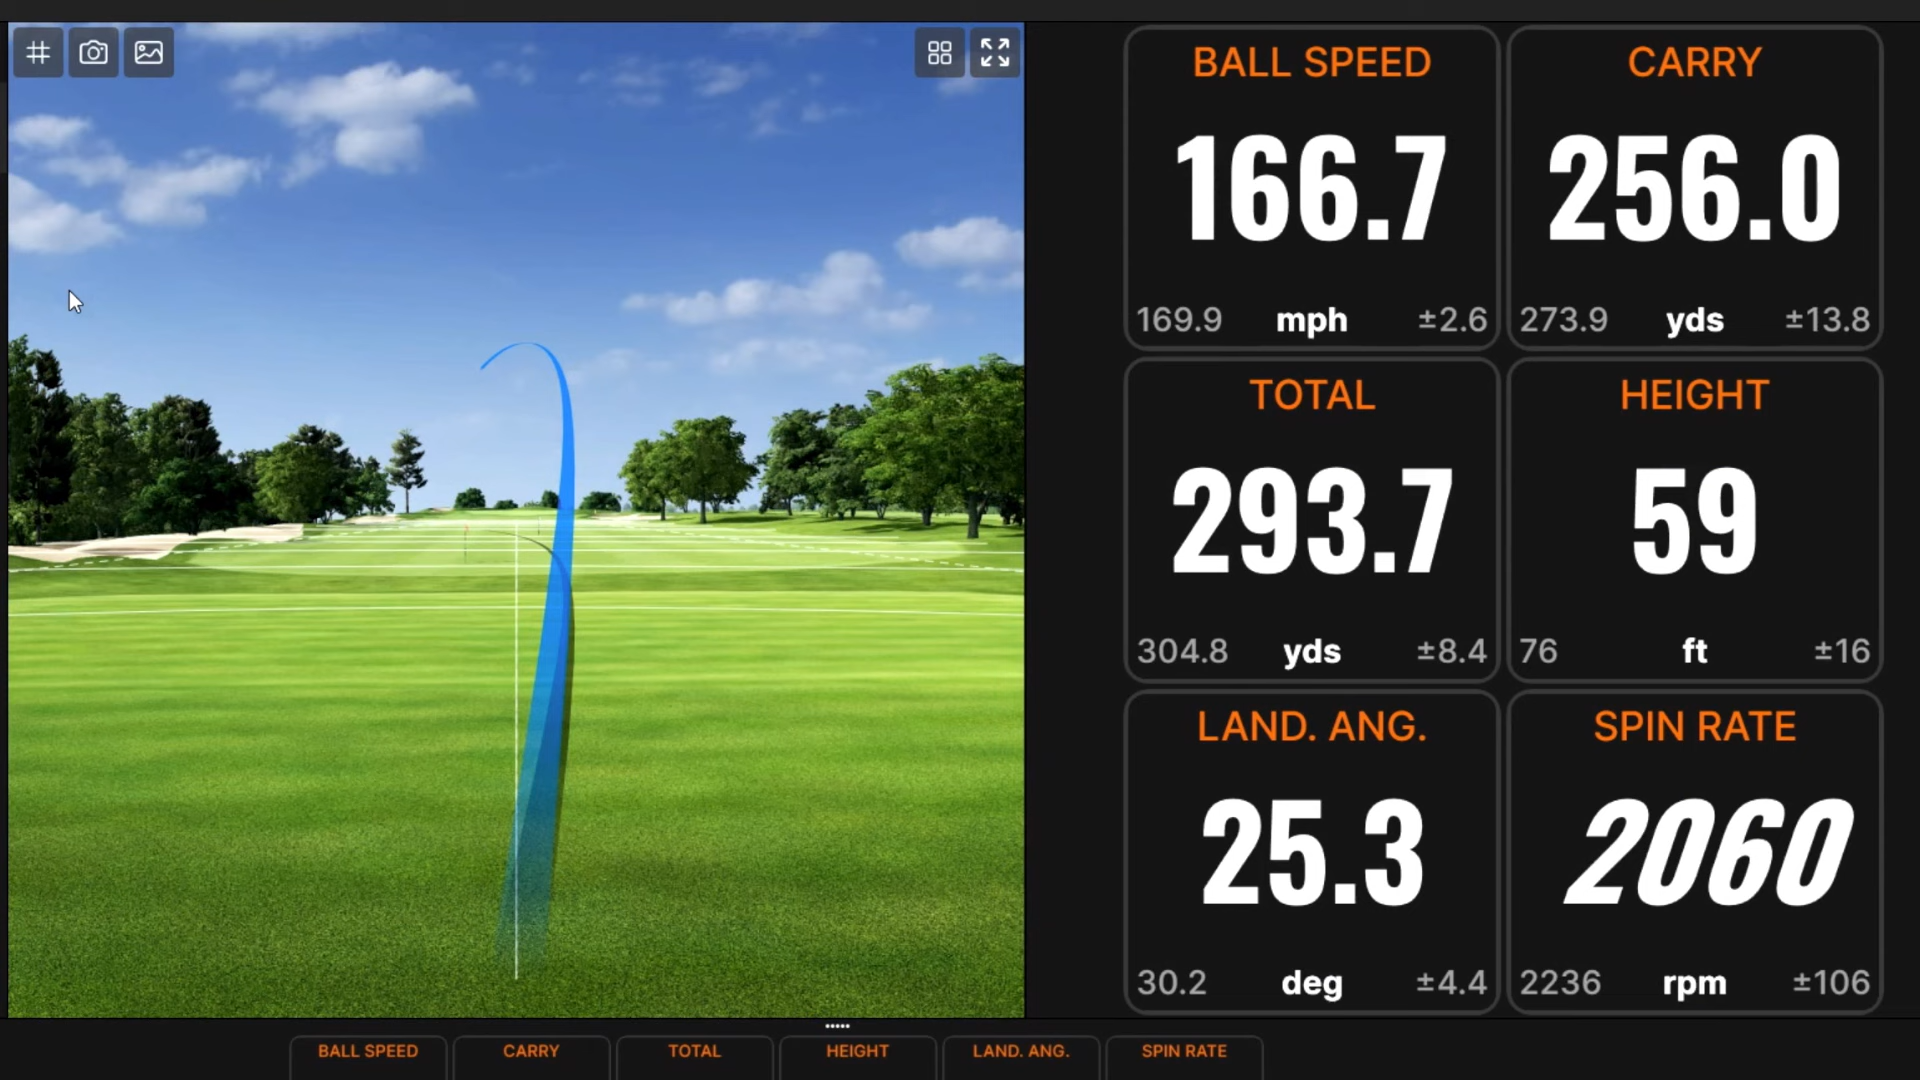 BALL SPEED
166.7
169.9 mph ±2.6
CARRY
256.0
273.9 yds ±13.8
TOTAL
293.7
304.8 yds ±8.4
HEIGHT
59
76 ft ±16
LAND. ANG.
25.3
30.2 deg ±4.4
SPIN RATE
2060
2236 rpm ±106
BALL SPEED CARRY TOTAL HEIGHT LAND. ANG. SPIN RATE